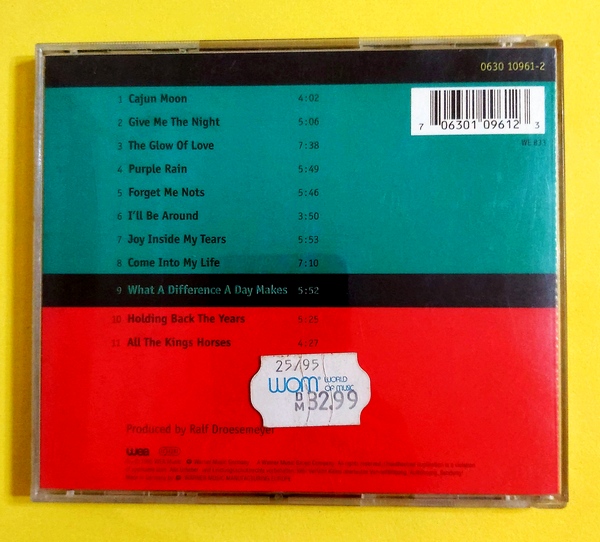 0630 10961-2
7 06301 09612 3
WE 833
1 Cajun Moon 4:02
2 Give Me The Night 5:06
3 The Glow Of Love 7:38
4 Purple Rain 5:49
5 Forget Me Nots 5:46
6 I'll Be Around 3:50
7 Joy Inside My Tears 5:53
8 Come Into My Life 7:10
9 What A Difference A Day Makes 5:52
10 Holding Back The Years 5:25
11 All The Kings Horses 4:27
25/95
wom WORLD
OF MUSIC
DM 32.99
Produced by Ralf Droesemeyer
wea